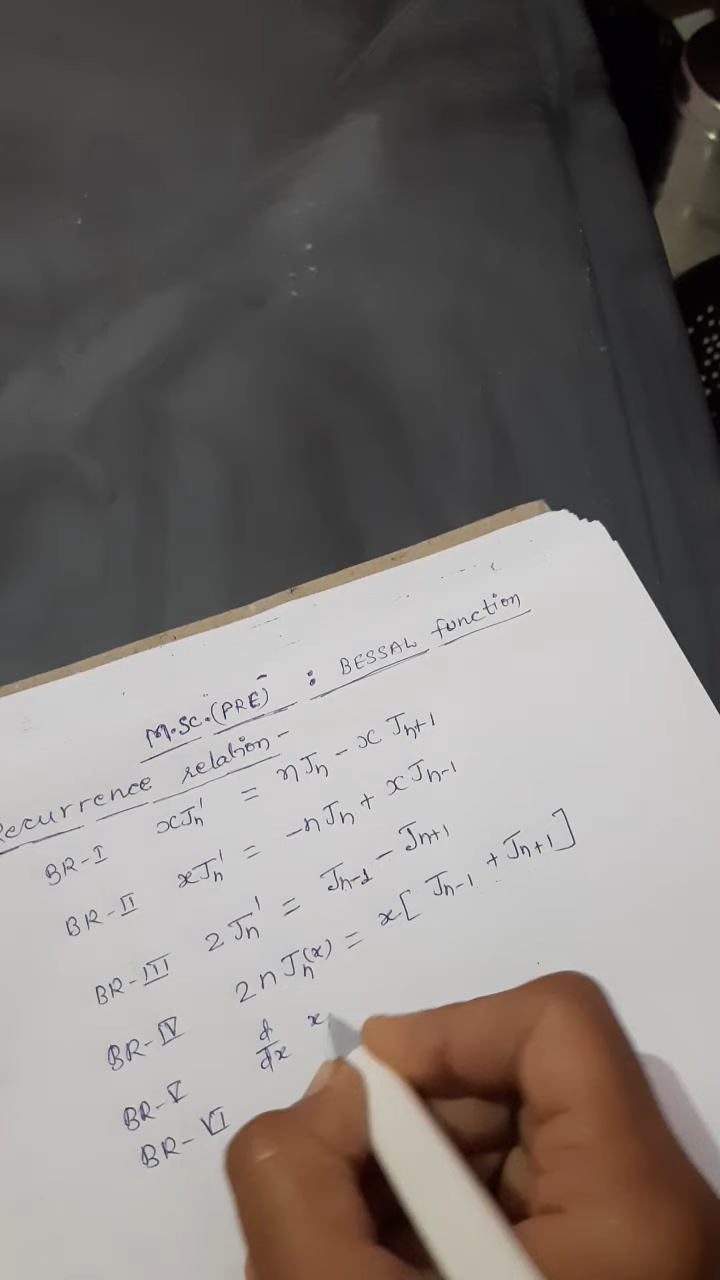 M.SC.(PRE) : BESSAL function
Recurrence relation-
BR-I xJn' = nJn - x Jn+1
BR-II xJn' = -nJn + xJn-1
BR-III 2Jn' = Jn-1 - Jn+1
BR-IV 2nJn(x) = x[Jn-1 + Jn+1]
BR-V d/dx x
BR-VI